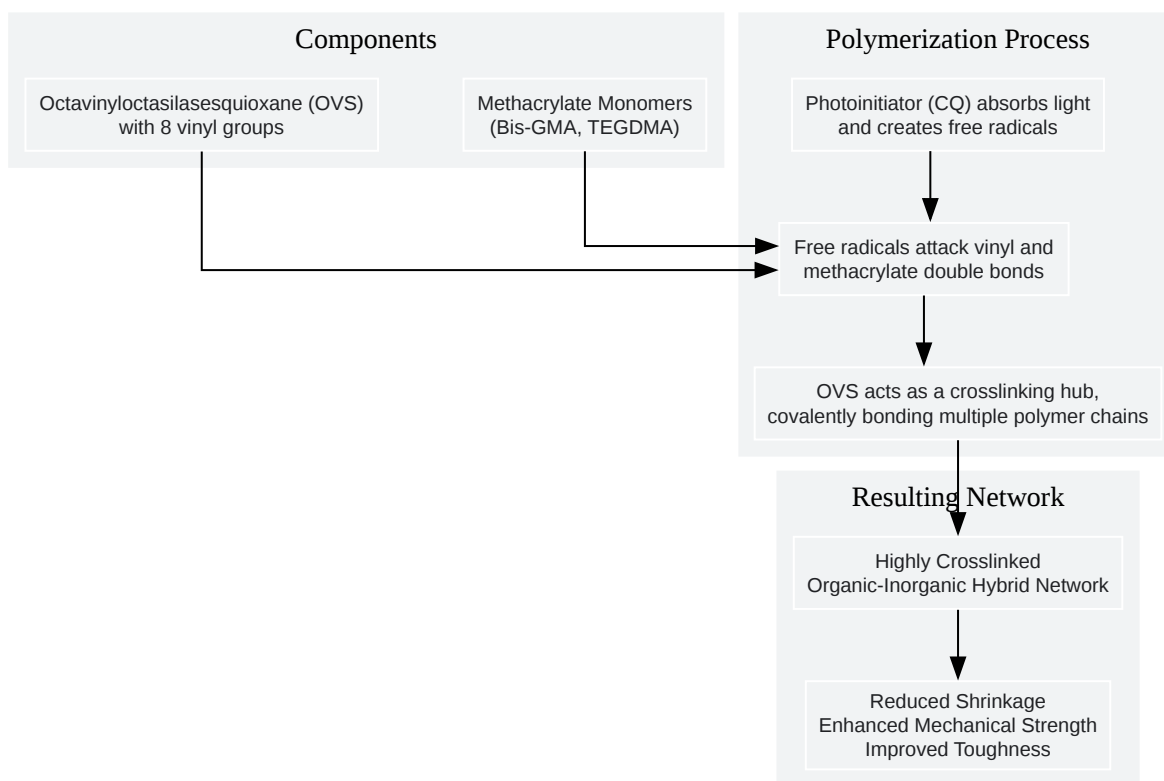 Components
Octavinyloctasilasesquioxane (OVS)
with 8 vinyl groups
Methacrylate Monomers
(Bis-GMA, TEGDMA)
Polymerization Process
Photoinitiator (CQ) absorbs light
and creates free radicals
Free radicals attack vinyl and
methacrylate double bonds
OVS acts as a crosslinking hub,
covalently bonding multiple polymer chains
Resulting Network
Highly Crosslinked
Organic-Inorganic Hybrid Network
Reduced Shrinkage
Enhanced Mechanical Strength
Improved Toughness